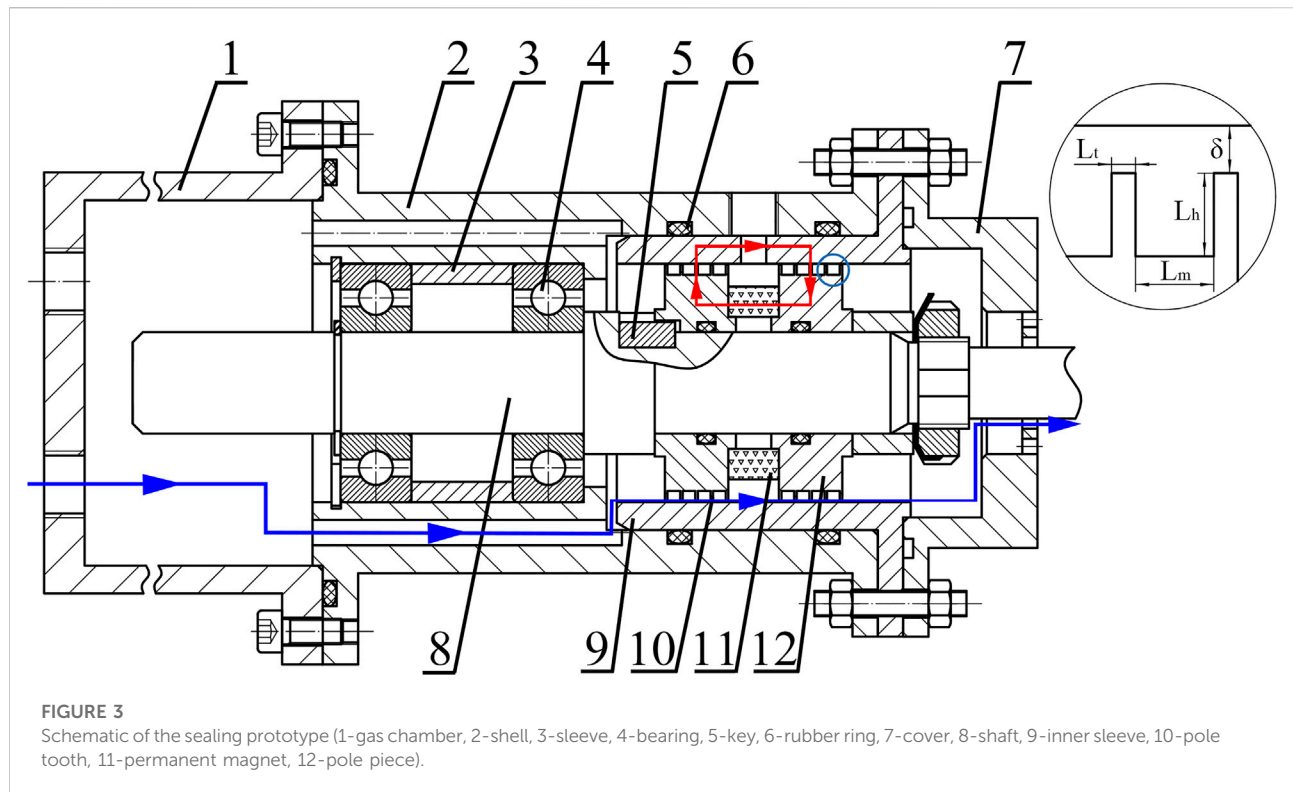 1 2 3 4 5 6 7
Lt
δ
Lh
Lm
8 9 10 11 12
FIGURE 3
Schematic of the sealing prototype (1-gas chamber, 2-shell, 3-sleeve, 4-bearing, 5-key, 6-rubber ring, 7-cover, 8-shaft, 9-inner sleeve, 10-pole
tooth, 11-permanent magnet, 12-pole piece).